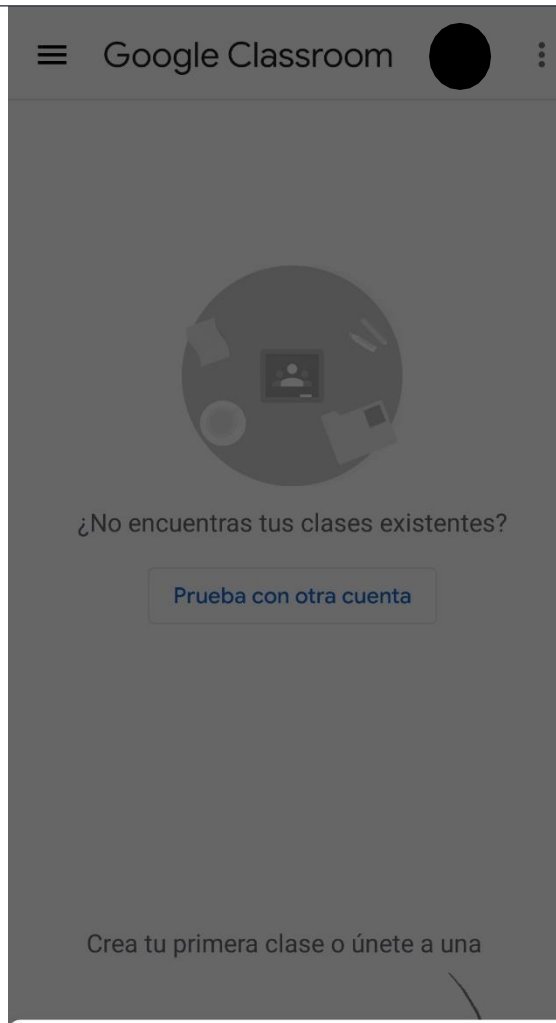 Google Classroom
¿No encuentras tus clases existentes?
Prueba con otra cuenta
Crea tu primera clase o únete a una